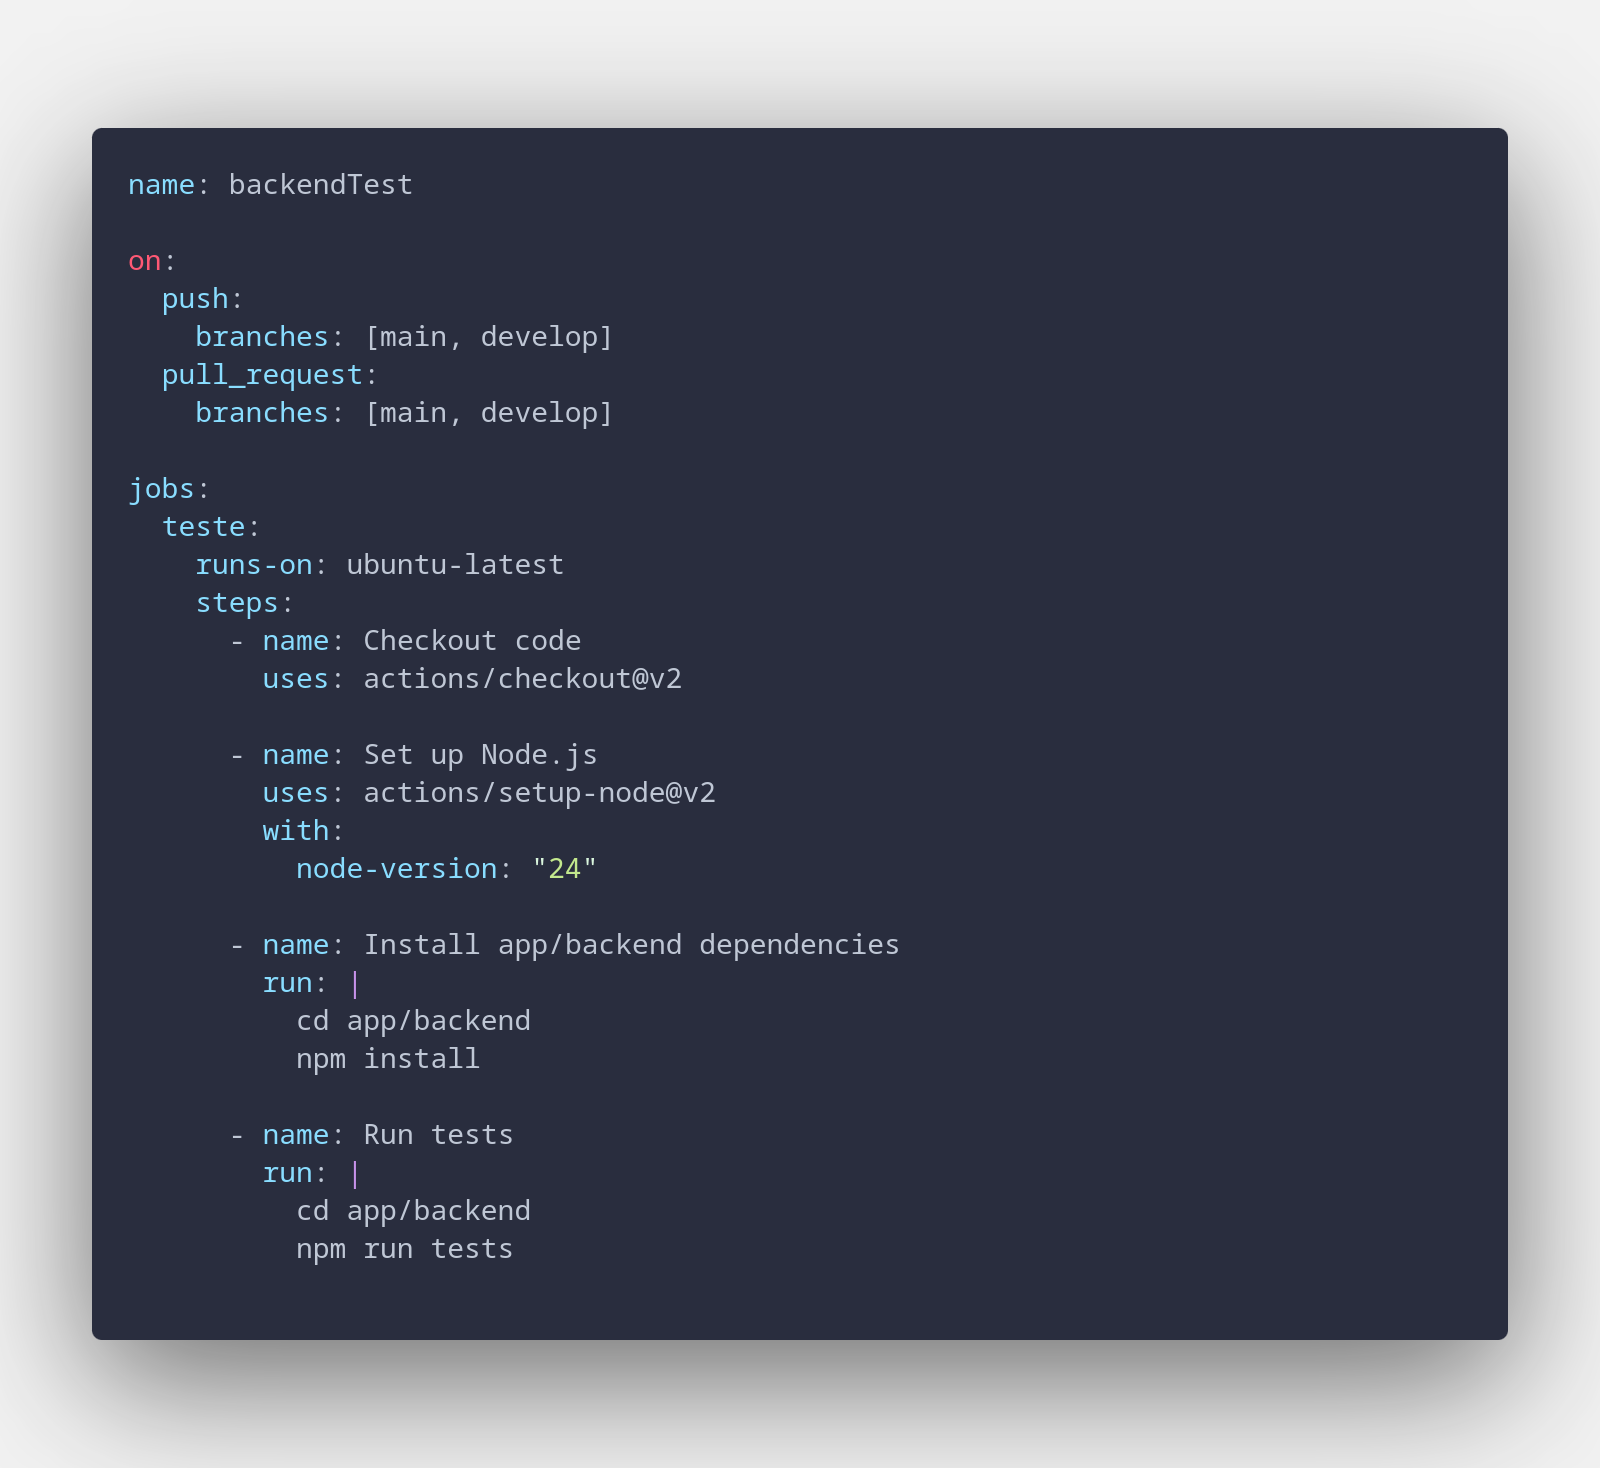 name: backendTest

on:
  push:
    branches: [main, develop]
  pull_request:
    branches: [main, develop]

jobs:
  teste:
    runs-on: ubuntu-latest
    steps:
      - name: Checkout code
        uses: actions/checkout@v2

      - name: Set up Node.js
        uses: actions/setup-node@v2
        with:
          node-version: "24"

      - name: Install app/backend dependencies
        run: |
          cd app/backend
          npm install

      - name: Run tests
        run: |
          cd app/backend
          npm run tests